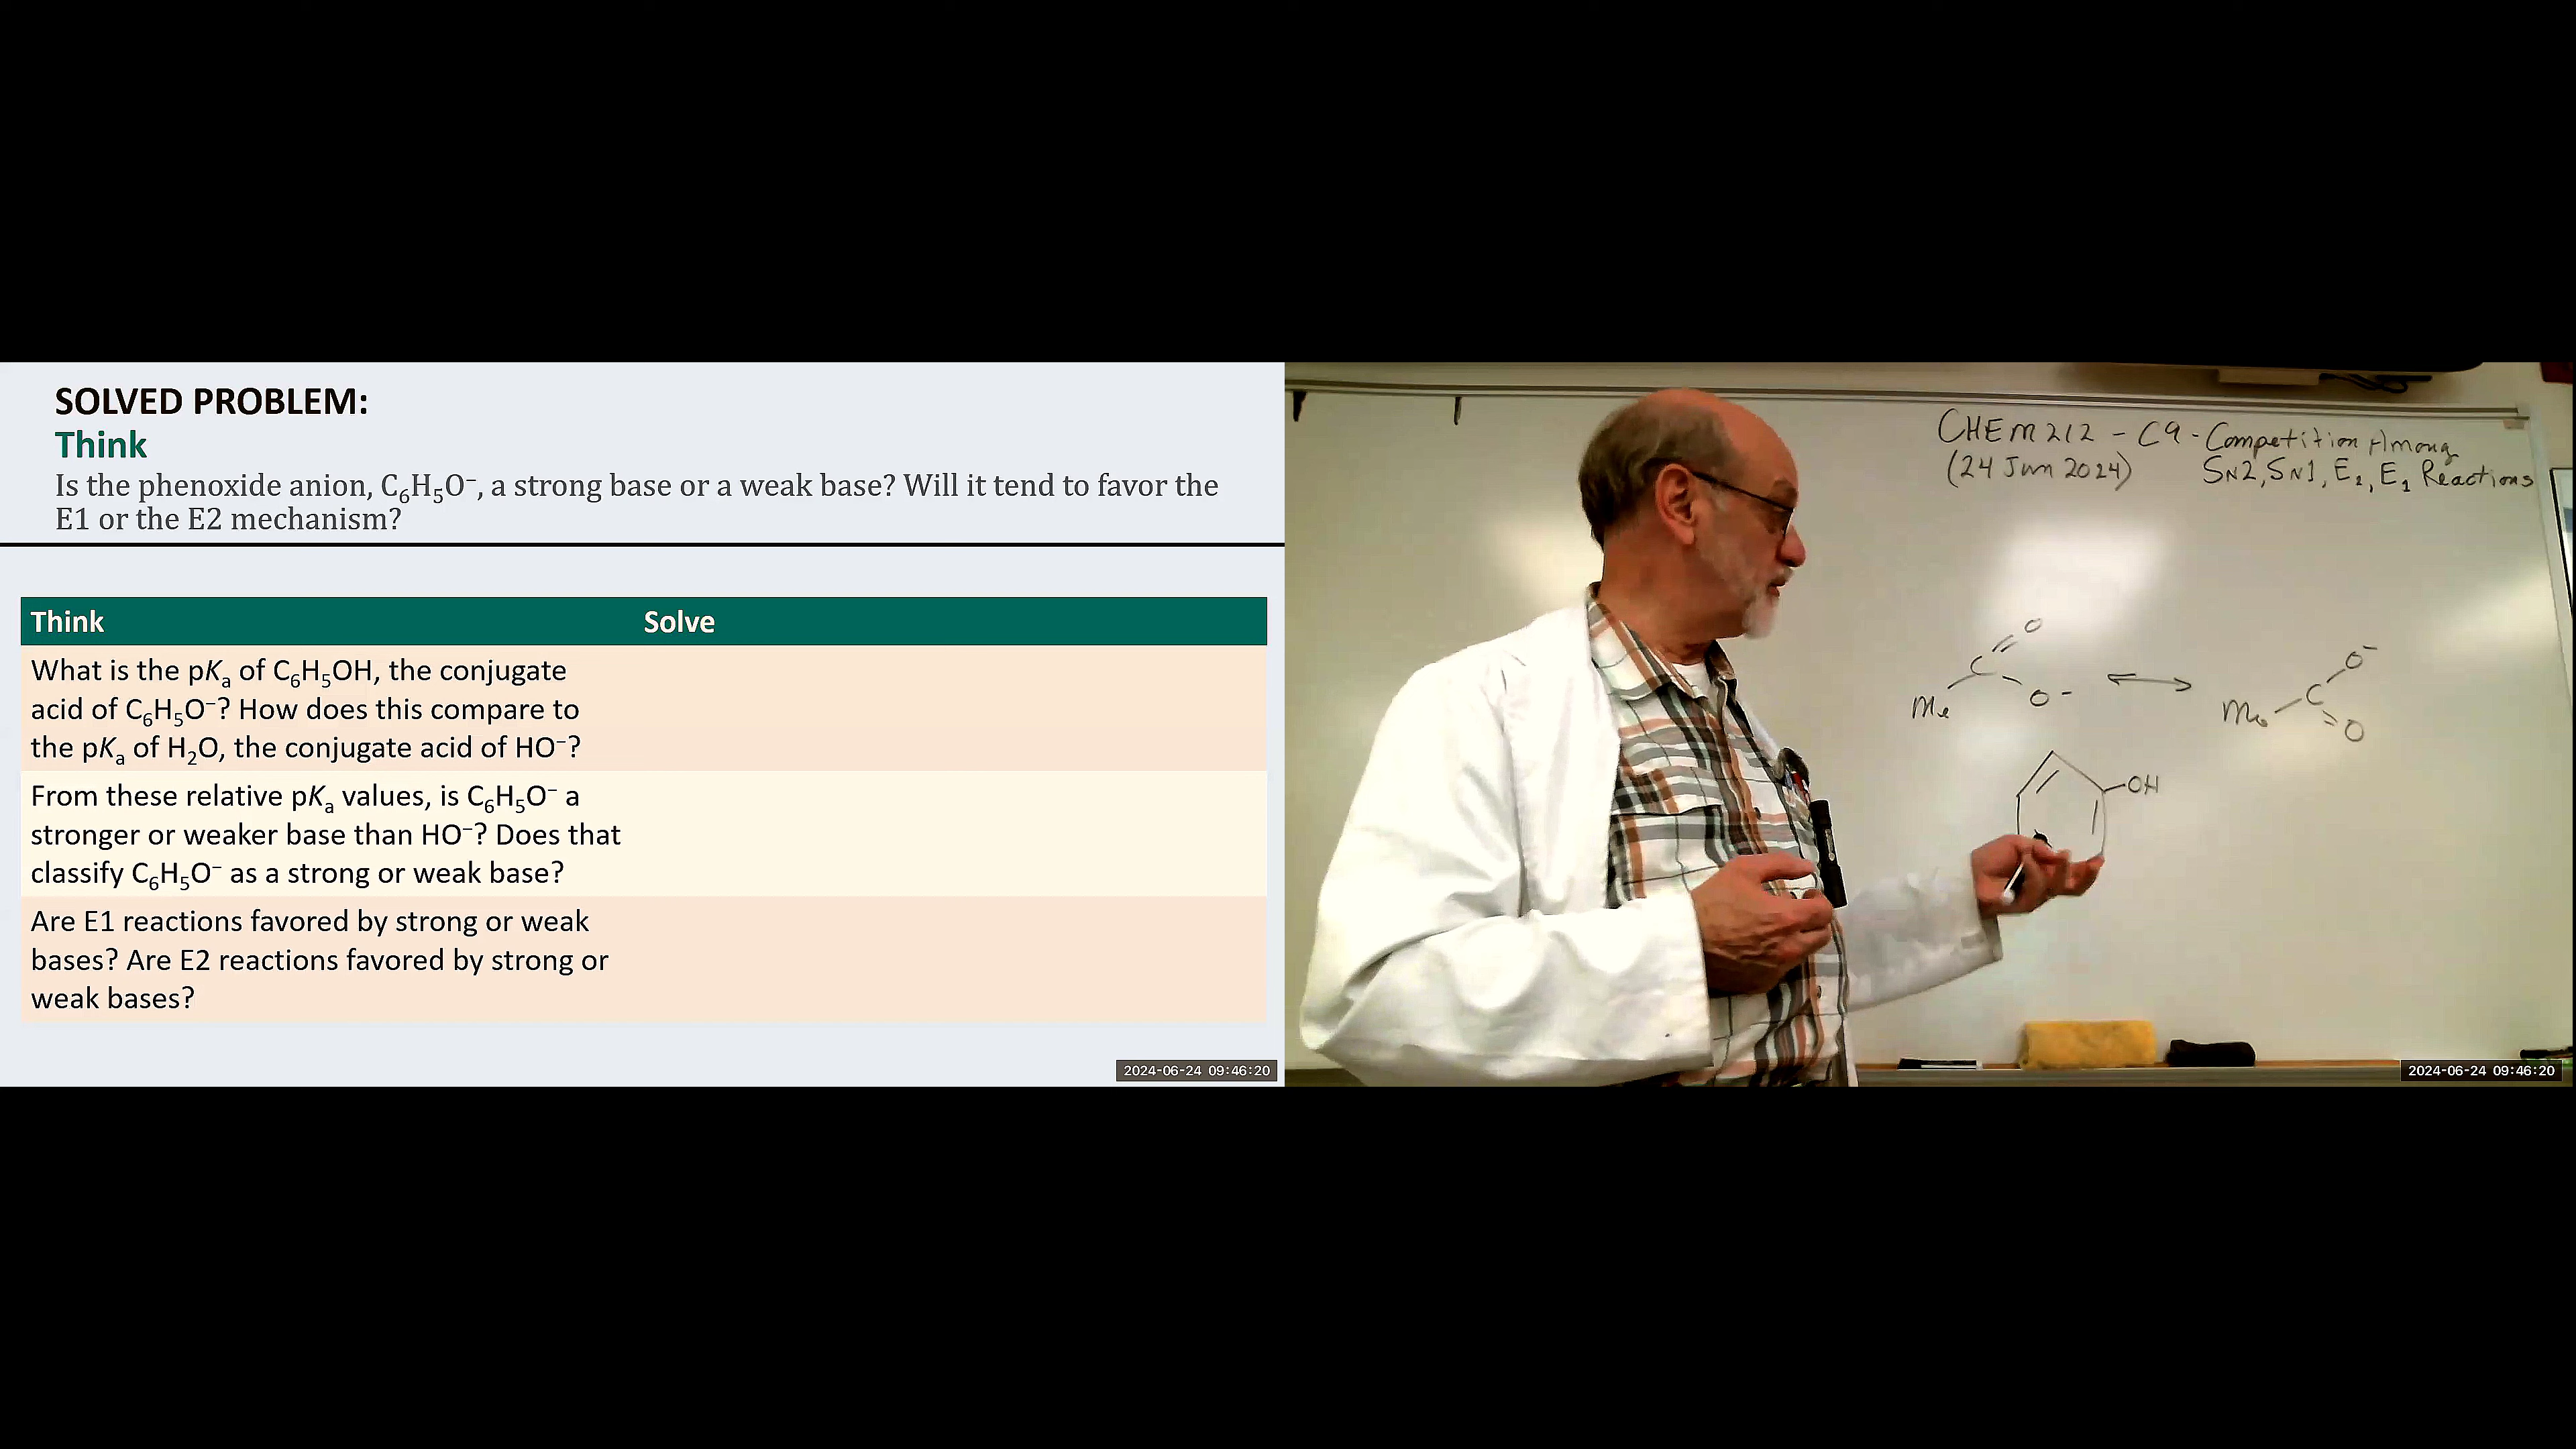 SOLVED PROBLEM:
Think
Is the phenoxide anion, C₆H₅O⁻, a strong base or a weak base? Will it tend to favor the
E1 or the E2 mechanism?
Think Solve
What is the pKₐ of C₆H₅OH, the conjugate
acid of C₆H₅O⁻? How does this compare to
the pKₐ of H₂O, the conjugate acid of HO⁻?
From these relative pKₐ values, is C₆H₅O⁻ a
stronger or weaker base than HO⁻? Does that
classify C₆H₅O⁻ as a strong or weak base?
Are E1 reactions favored by strong or weak
bases? Are E2 reactions favored by strong or
weak bases?
2024-06-24 09:46:20
CHEM 212 - C9 - Competition Among
(24 Jun 2024) SN2, SN1, E₂, E₁ Reactions
O
C
Me O⁻
O⁻
C
Me O
OH
2024-06-24 09:46:20